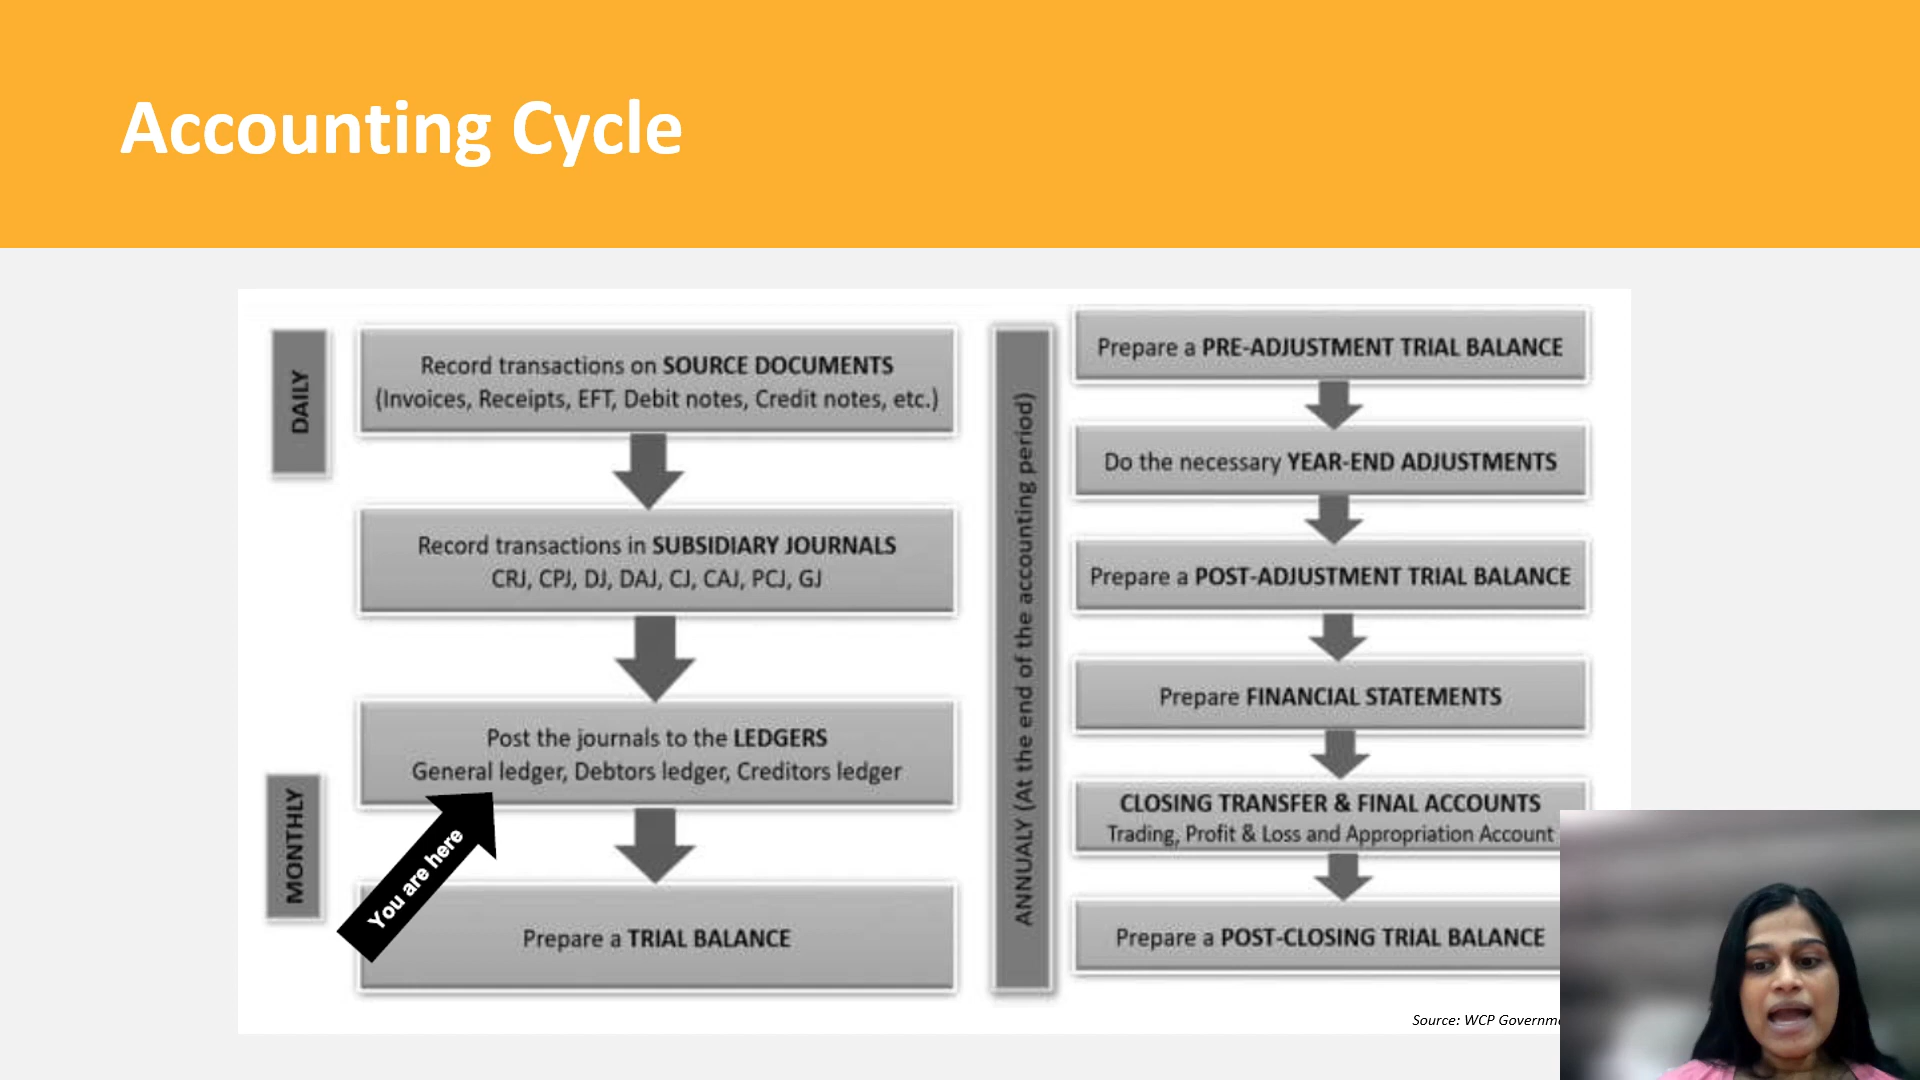 Accounting Cycle
DAILY
Record transactions on SOURCE DOCUMENTS
(Invoices, Receipts, EFT, Debit notes, Credit notes, etc.)
Record transactions in SUBSIDIARY JOURNALS
CRJ, CPJ, DJ, DAJ, CJ, CAJ, PCJ, GJ
Post the journals to the LEDGERS
General ledger, Debtors ledger, Creditors ledger
MONTHLY
You are here
Prepare a TRIAL BALANCE
ANNUALY (At the end of the accounting period)
Prepare a PRE-ADJUSTMENT TRIAL BALANCE
Do the necessary YEAR-END ADJUSTMENTS
Prepare a POST-ADJUSTMENT TRIAL BALANCE
Prepare FINANCIAL STATEMENTS
CLOSING TRANSFER & FINAL ACCOUNTS
Trading, Profit & Loss and Appropriation Account
Prepare a POST-CLOSING TRIAL BALANCE
Source: WCP